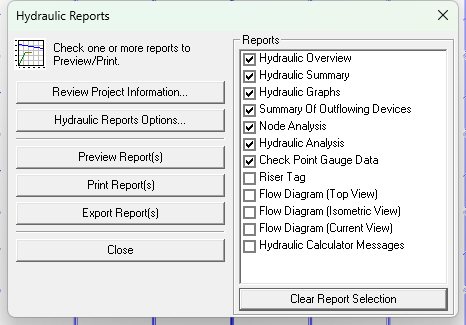 Hydraulic Reports
Check one or more reports to
Preview/Print.
Review Project Information...
Hydraulic Reports Options...
Preview Report(s)
Print Report(s)
Export Report(s)
Close
Reports
Hydraulic Overview
Hydraulic Summary
Hydraulic Graphs
Summary Of Outflowing Devices
Node Analysis
Hydraulic Analysis
Check Point Gauge Data
Riser Tag
Flow Diagram (Top View)
Flow Diagram (Isometric View)
Flow Diagram (Current View)
Hydraulic Calculator Messages
Clear Report Selection